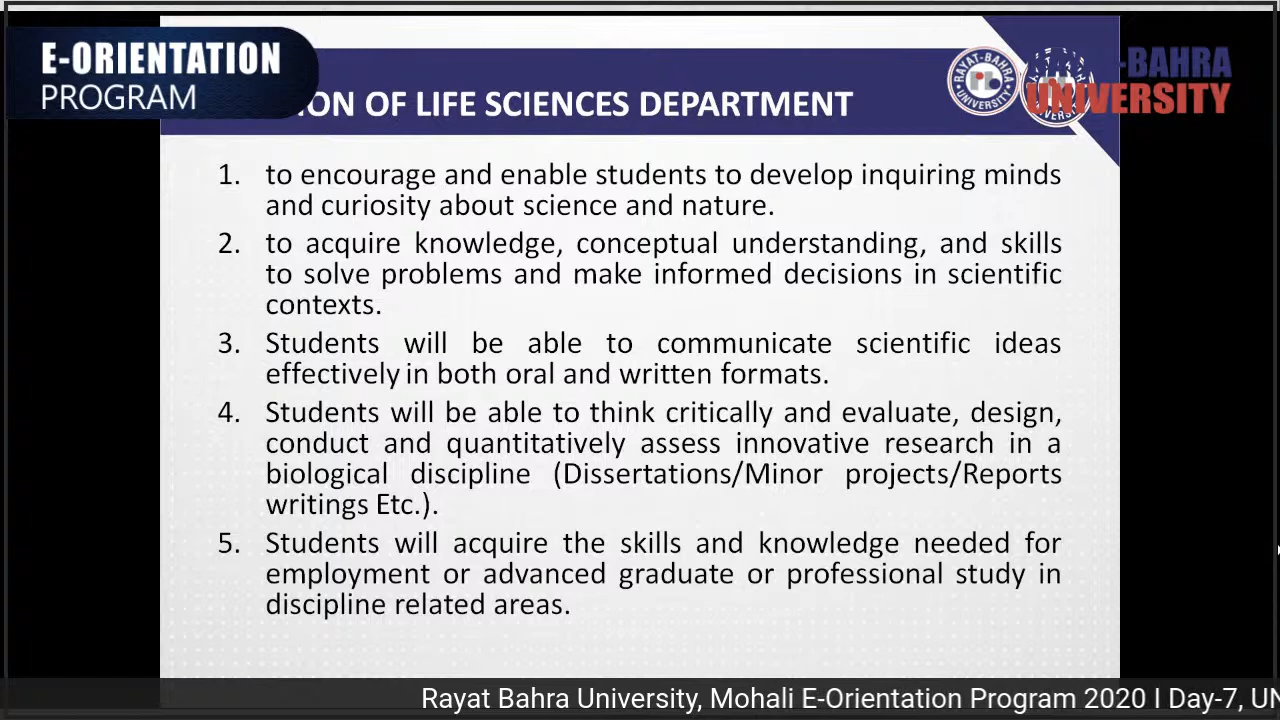 E-ORIENTATION
PROGRAM
ION OF LIFE SCIENCES DEPARTMENT
RAYAT-BAHRA
UNIVERSITY
-BAHRA
UNIVERSITY
1. to encourage and enable students to develop inquiring minds
and curiosity about science and nature.
2. to acquire knowledge, conceptual understanding, and skills
to solve problems and make informed decisions in scientific
contexts.
3. Students will be able to communicate scientific ideas
effectively in both oral and written formats.
4. Students will be able to think critically and evaluate, design,
conduct and quantitatively assess innovative research in a
biological discipline (Dissertations/Minor projects/Reports
writings Etc.).
5. Students will acquire the skills and knowledge needed for
employment or advanced graduate or professional study in
discipline related areas.
Rayat Bahra University, Mohali E-Orientation Program 2020 I Day-7, UN